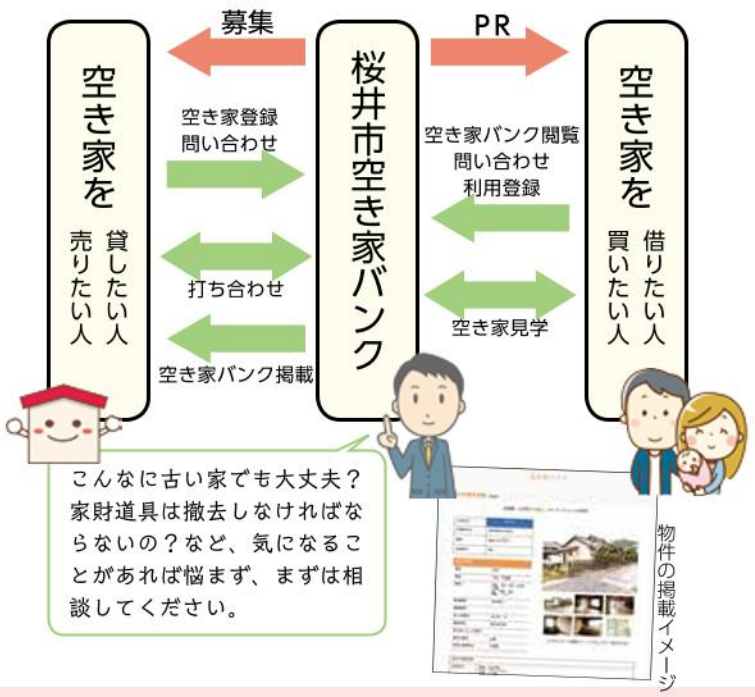 募集
PR
空き家を
貸したい人
売りたい人
桜井市空き家バンク
空き家を
借りたい人
買いたい人
空き家登録
問い合わせ
打ち合わせ
空き家バンク掲載
空き家バンク閲覧
問い合わせ
利用登録
空き家見学
こんなに古い家でも大丈夫？
家財道具は撤去しなければな
らないの？など、気になるこ
とがあれば悩まず、まずは相
談してください。
物件の掲載イメージ